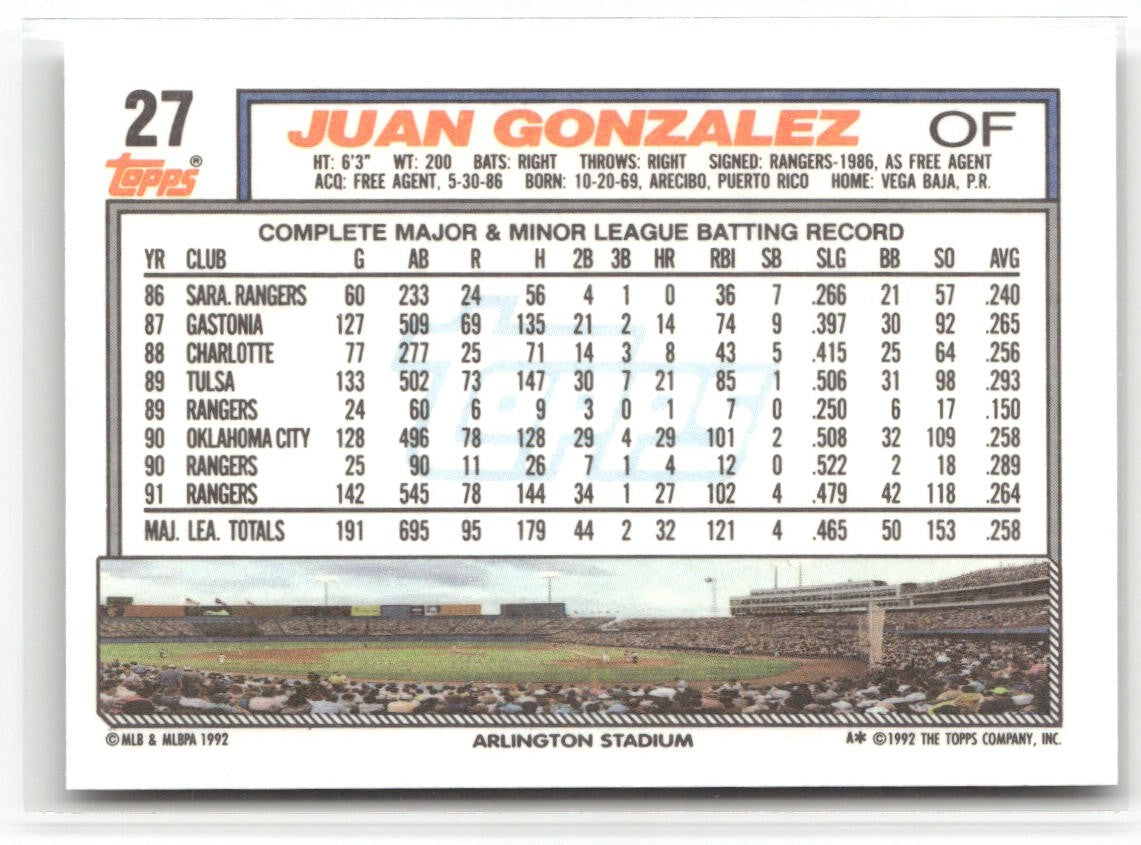 27
Topps®
JUAN GONZALEZ OF
HT: 6'3" WT: 200 BATS: RIGHT THROWS: RIGHT SIGNED: RANGERS-1986, AS FREE AGENT
ACQ: FREE AGENT, 5-30-86 BORN: 10-20-69, ARECIBO, PUERTO RICO HOME: VEGA BAJA, P.R.
COMPLETE MAJOR & MINOR LEAGUE BATTING RECORD
YR CLUB G AB R H 2B 3B HR RBI SB SLG BB SO AVG
86 SARA. RANGERS 60 233 24 56 4 1 0 36 7 .266 21 57 .240
87 GASTONIA 127 509 69 135 21 2 14 74 9 .397 30 92 .265
88 CHARLOTTE 77 277 25 71 14 3 8 43 5 .415 25 64 .256
89 TULSA 133 502 73 147 30 7 21 85 1 .506 31 98 .293
89 RANGERS 24 60 6 9 3 0 1 7 0 .250 6 17 .150
90 OKLAHOMA CITY 128 496 78 128 29 4 29 101 2 .508 32 109 .258
90 RANGERS 25 90 11 26 7 1 4 12 0 .522 2 18 .289
91 RANGERS 142 545 78 144 34 1 27 102 4 .479 42 118 .264
MAJ. LEA. TOTALS 191 695 95 179 44 2 32 121 4 .465 50 153 .258
Topps
©MLB & MLBPA 1992 ARLINGTON STADIUM A* ©1992 THE TOPPS COMPANY, INC.